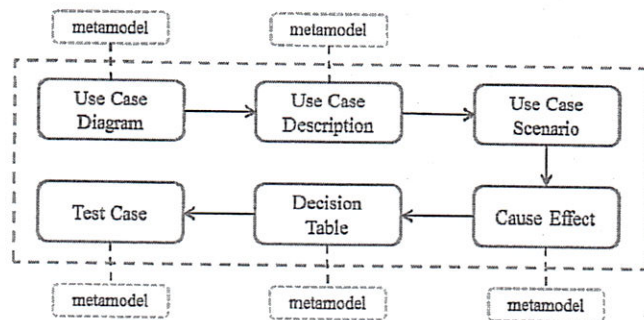 metamodel
metamodel
Use Case
Diagram
Use Case
Description
Use Case
Scenario
Test Case
Decision
Table
Cause Effect
metamodel
metamodel
metamodel